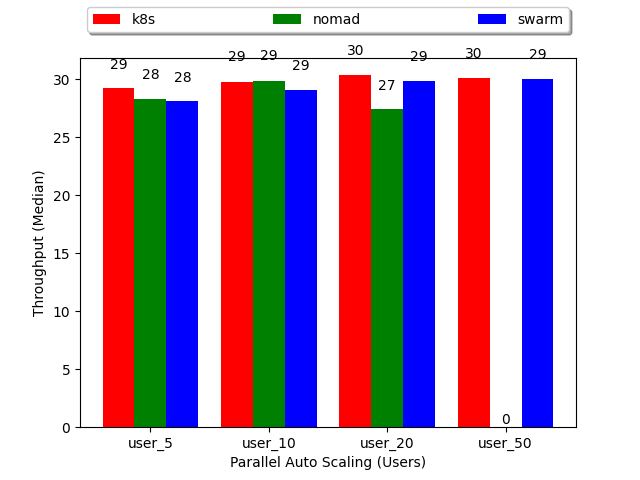 k8s nomad swarm
29 28 28 29 29 29 30 27 29 30 0 29
30
25
20
15
10
5
0
Throughput (Median)
user_5 user_10 user_20 user_50
Parallel Auto Scaling (Users)